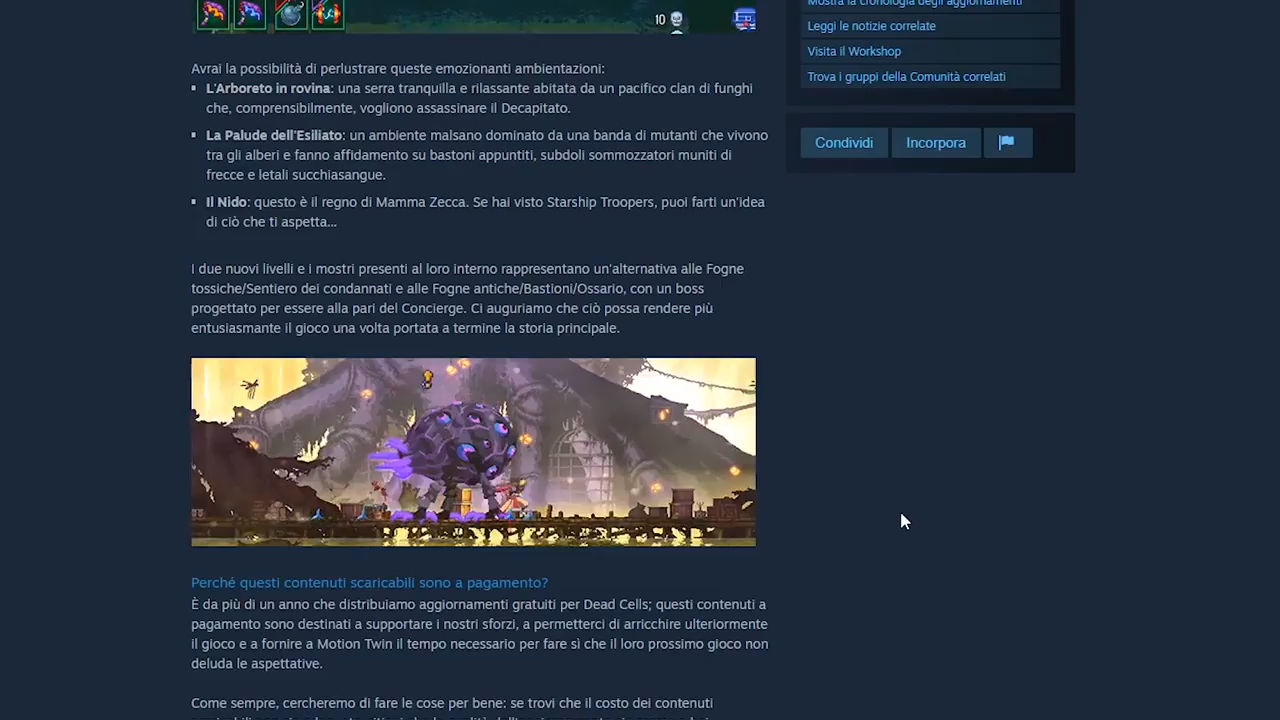 10
Mostra la cronologia degli aggiornamenti
Leggi le notizie correlate
Visita il Workshop
Trova i gruppi della Comunità correlati
Condividi
Incorpora
Avrai la possibilità di perlustrare queste emozionanti ambientazioni:
L'Arboreto in rovina: una serra tranquilla e rilassante abitata da un pacifico clan di funghi
che, comprensibilmente, vogliono assassinare il Decapitato.
La Palude dell'Esiliato: un ambiente malsano dominato da una banda di mutanti che vivono
tra gli alberi e fanno affidamento su bastoni appuntiti, subdoli sommozzatori muniti di
frecce e letali succhiasangue.
Il Nido: questo è il regno di Mamma Zecca. Se hai visto Starship Troopers, puoi farti un'idea
di ciò che ti aspetta...
I due nuovi livelli e i mostri presenti al loro interno rappresentano un'alternativa alle Fogne
tossiche/Sentiero dei condannati e alle Fogne antiche/Bastioni/Ossario, con un boss
progettato per essere alla pari del Concierge. Ci auguriamo che ciò possa rendere più
entusiasmante il gioco una volta portata a termine la storia principale.
Perché questi contenuti scaricabili sono a pagamento?
È da più di un anno che distribuiamo aggiornamenti gratuiti per Dead Cells; questi contenuti a
pagamento sono destinati a supportare i nostri sforzi, a permetterci di arricchire ulteriormente
il gioco e a fornire a Motion Twin il tempo necessario per fare sì che il loro prossimo gioco non
deluda le aspettative.
Come sempre, cercheremo di fare le cose per bene: se trovi che il costo dei contenuti